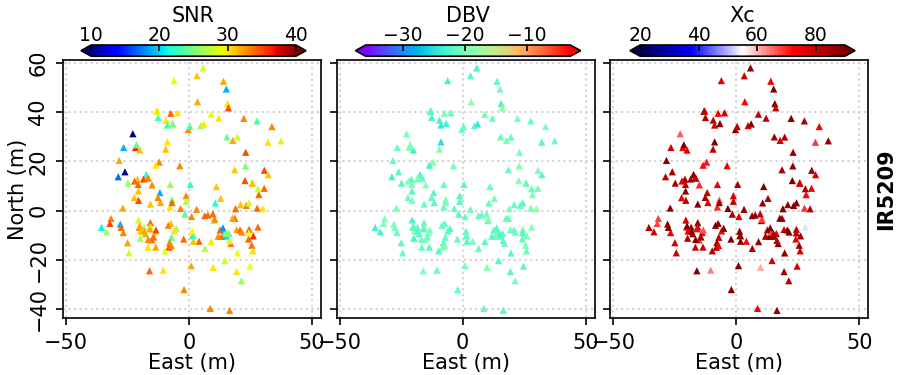 SNR DBV Xc
10 20 30 40 −30 −20 −10 20 40 60 80
60
40
20
0
−20
−40
North (m)
−50 0 50 −50 0 50 −50 0 50
East (m) East (m) East (m)
IR5209